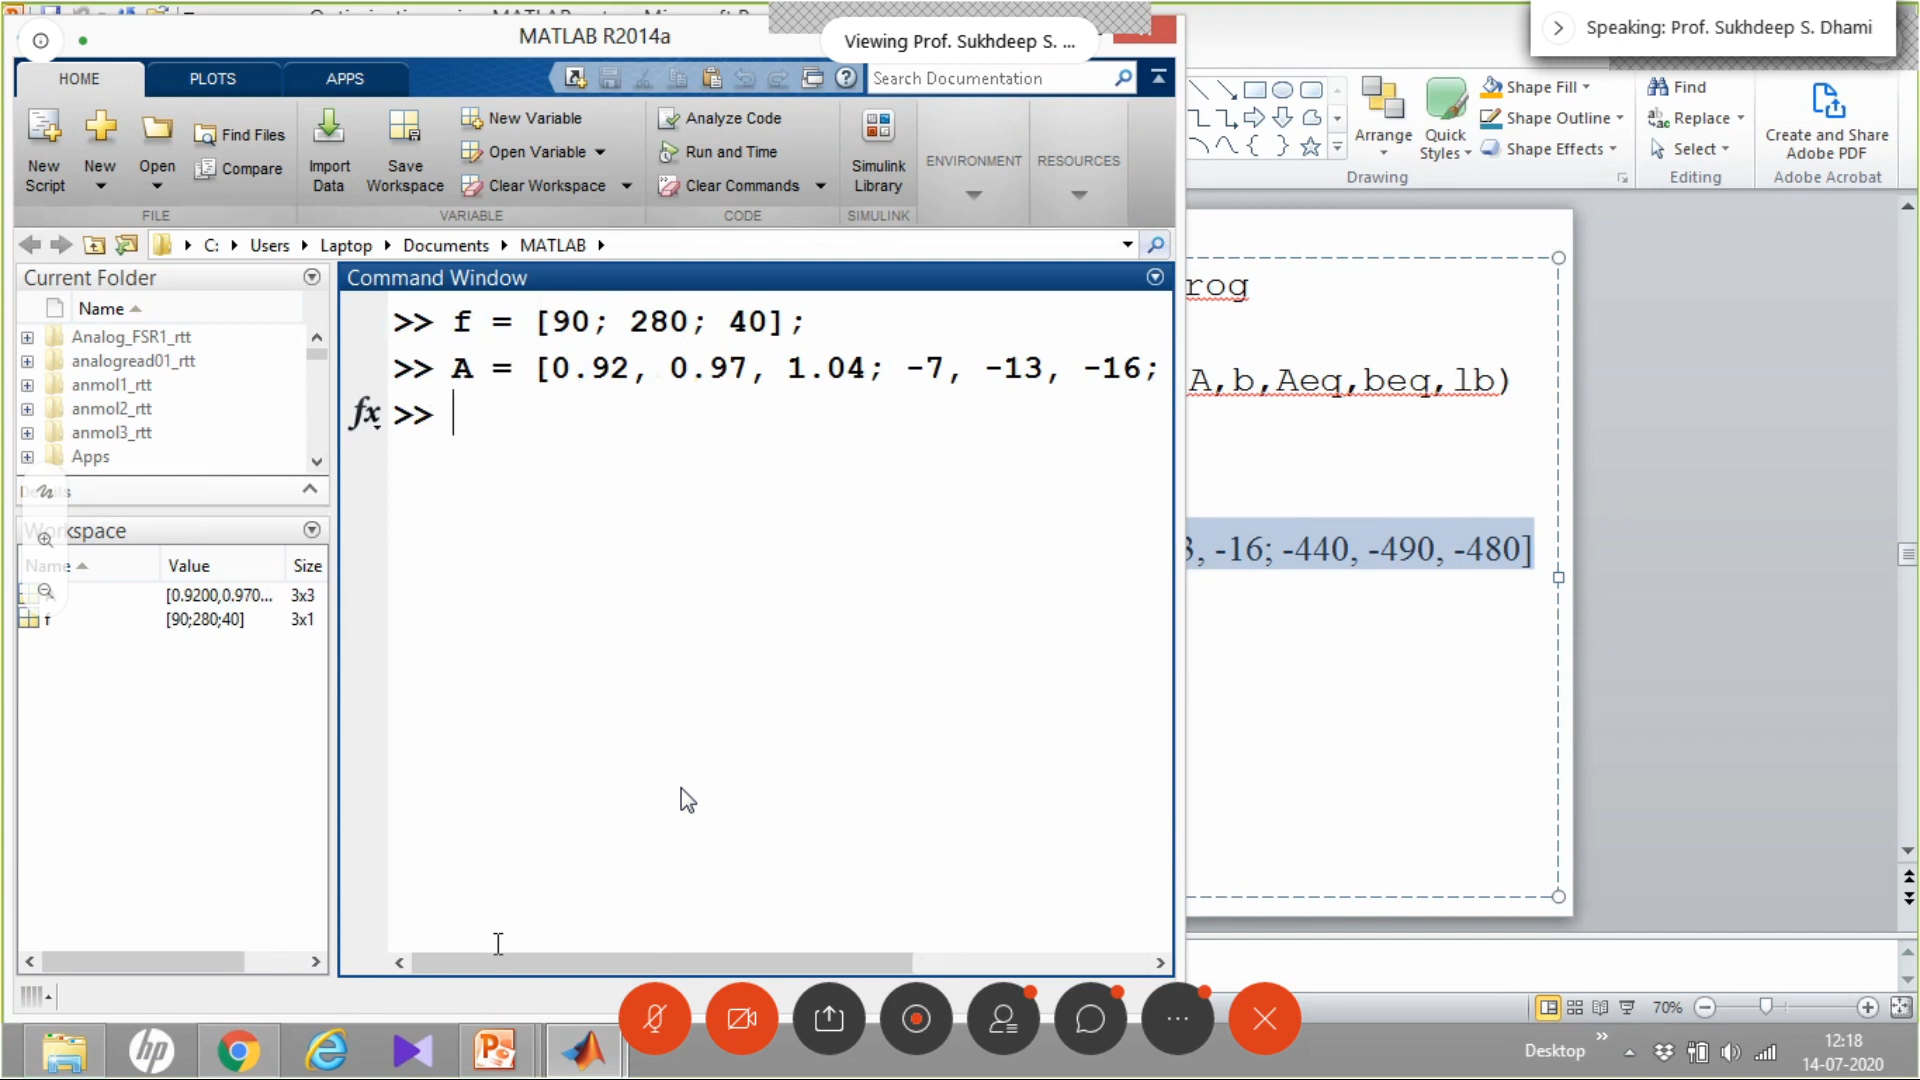 MATLAB R2014a
Viewing Prof. Sukhdeep S. ...
Speaking: Prof. Sukhdeep S. Dhami
HOME
PLOTS
APPS
Search Documentation
New Script
New
Open
Find Files
Compare
Import Data
Save Workspace
New Variable
Open Variable
Clear Workspace
Analyze Code
Run and Time
Clear Commands
Simulink Library
ENVIRONMENT
RESOURCES
FILE
VARIABLE
CODE
SIMULINK
Arrange
Quick Styles
Shape Fill
Shape Outline
Shape Effects
Drawing
Find
Replace
Select
Editing
Create and Share Adobe PDF
Adobe Acrobat
C:
Users
Laptop
Documents
MATLAB
Current Folder
Name
Analog_FSR1_rtt
analogread01_rtt
anmol1_rtt
anmol2_rtt
anmol3_rtt
Apps
Workspace
Name Value Size
[0.9200,0.970... 3x3
f [90;280;40] 3x1
Command Window
>> f = [90; 280; 40];
>> A = [0.92, 0.97, 1.04; -7, -13, -16;
fx >>
rog
A,b,Aeq,beq,lb)
, -16; -440, -490, -480]
70%
Desktop
12:18
14-07-2020